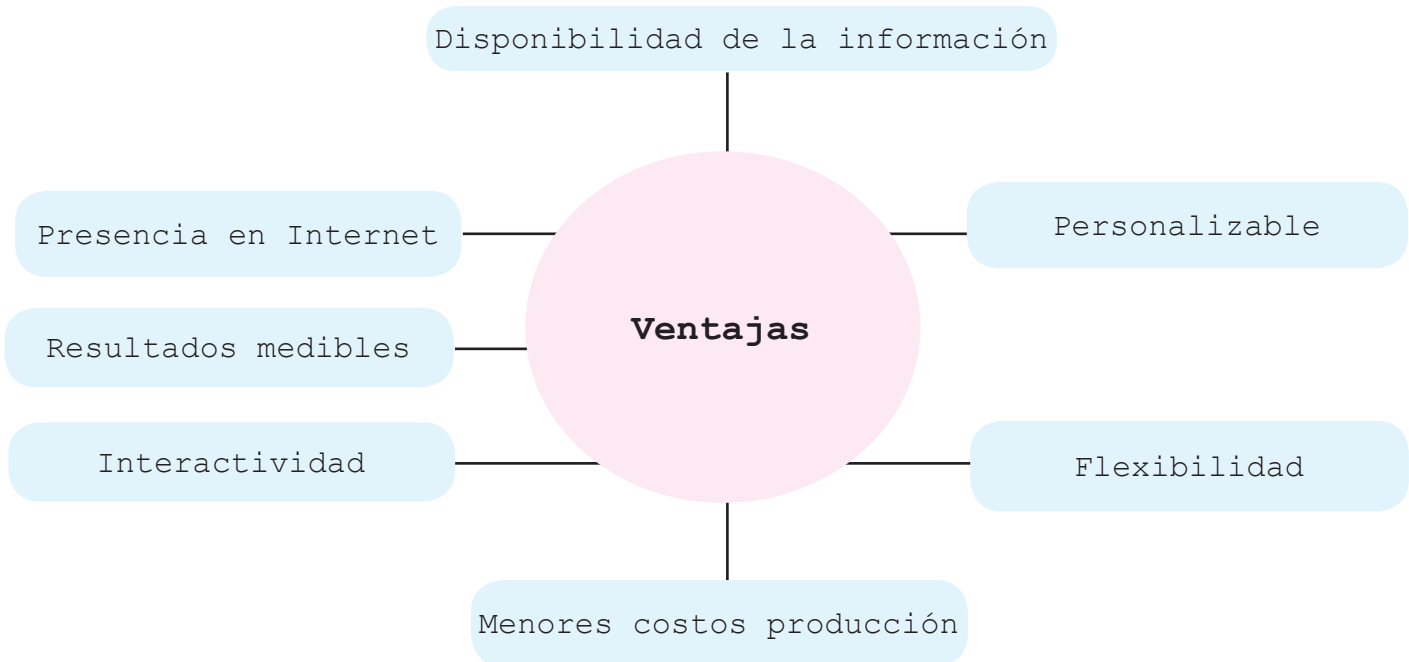 Disponibilidad de la información
Presencia en Internet
Personalizable
Ventajas
Resultados medibles
Interactividad
Flexibilidad
Menores costos producción